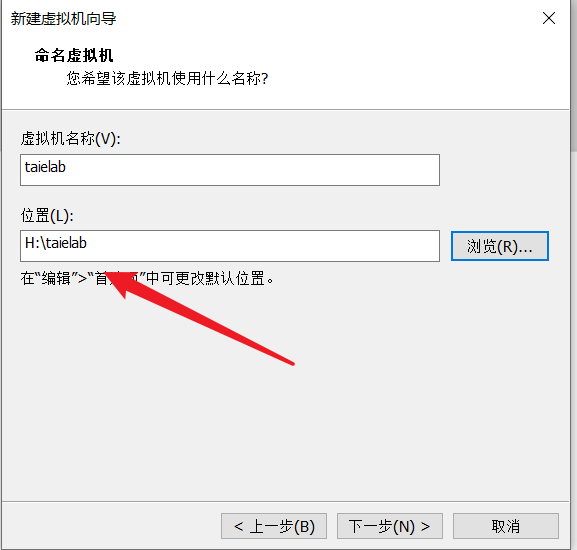 新建虚拟机向导
命名虚拟机
您希望该虚拟机使用什么名称?
虚拟机名称(V):
taielab
位置(L):
H:\taielab
浏览(R)...
在“编辑”>“首选项”中可更改默认位置。
< 上一步(B)
下一步(N) >
取消